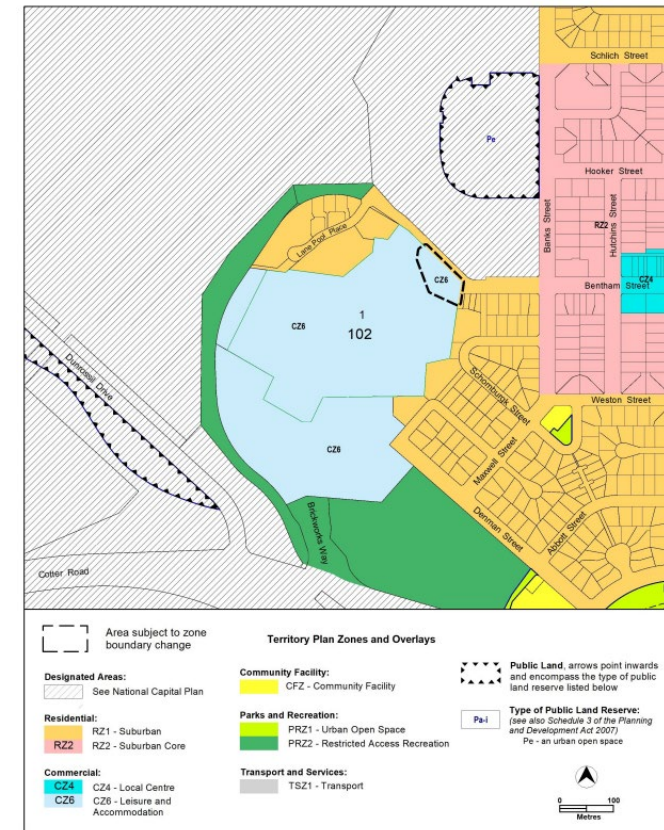 Schlich Street
Pe
Hooker Street
Banks Street
RZ2
Hutchins Street
Lane Poole Place
CZ6
CZ4
Bentham Street
1
102
CZ6
Dunrossil Drive
Schomburgk Street
Weston Street
CZ6
Maxwell Street
Denman Street
Abbott Street
Brickworks Way
Cotter Road
Area subject to zone
boundary change
Territory Plan Zones and Overlays
Designated Areas:
See National Capital Plan
Residential:
RZ1 - Suburban
RZ2 RZ2 - Suburban Core
Commercial:
CZ4 CZ4 - Local Centre
CZ6 CZ6 - Leisure and
Accommodation
Community Facility:
CFZ - Community Facility
Parks and Recreation:
PRZ1 - Urban Open Space
PRZ2 - Restricted Access Recreation
Transport and Services:
TSZ1 - Transport
Public Land, arrows point inwards
and encompass the type of public
land reserve listed below
Pa-i
Type of Public Land Reserve:
(see also Schedule 3 of the Planning
and Development Act 2007)
Pe - an urban open space
0 100
Metres